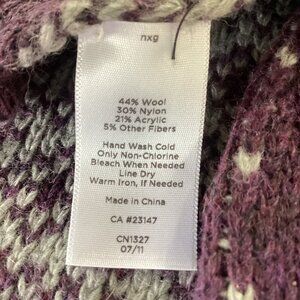 nxg
44% Wool
30% Nylon
21% Acrylic
5% Other Fibers
Hand Wash Cold
Only Non-Chlorine
Bleach When Needed
Line Dry
Warm Iron, If Needed
Made in China
CA #23147
CN1327
07/11